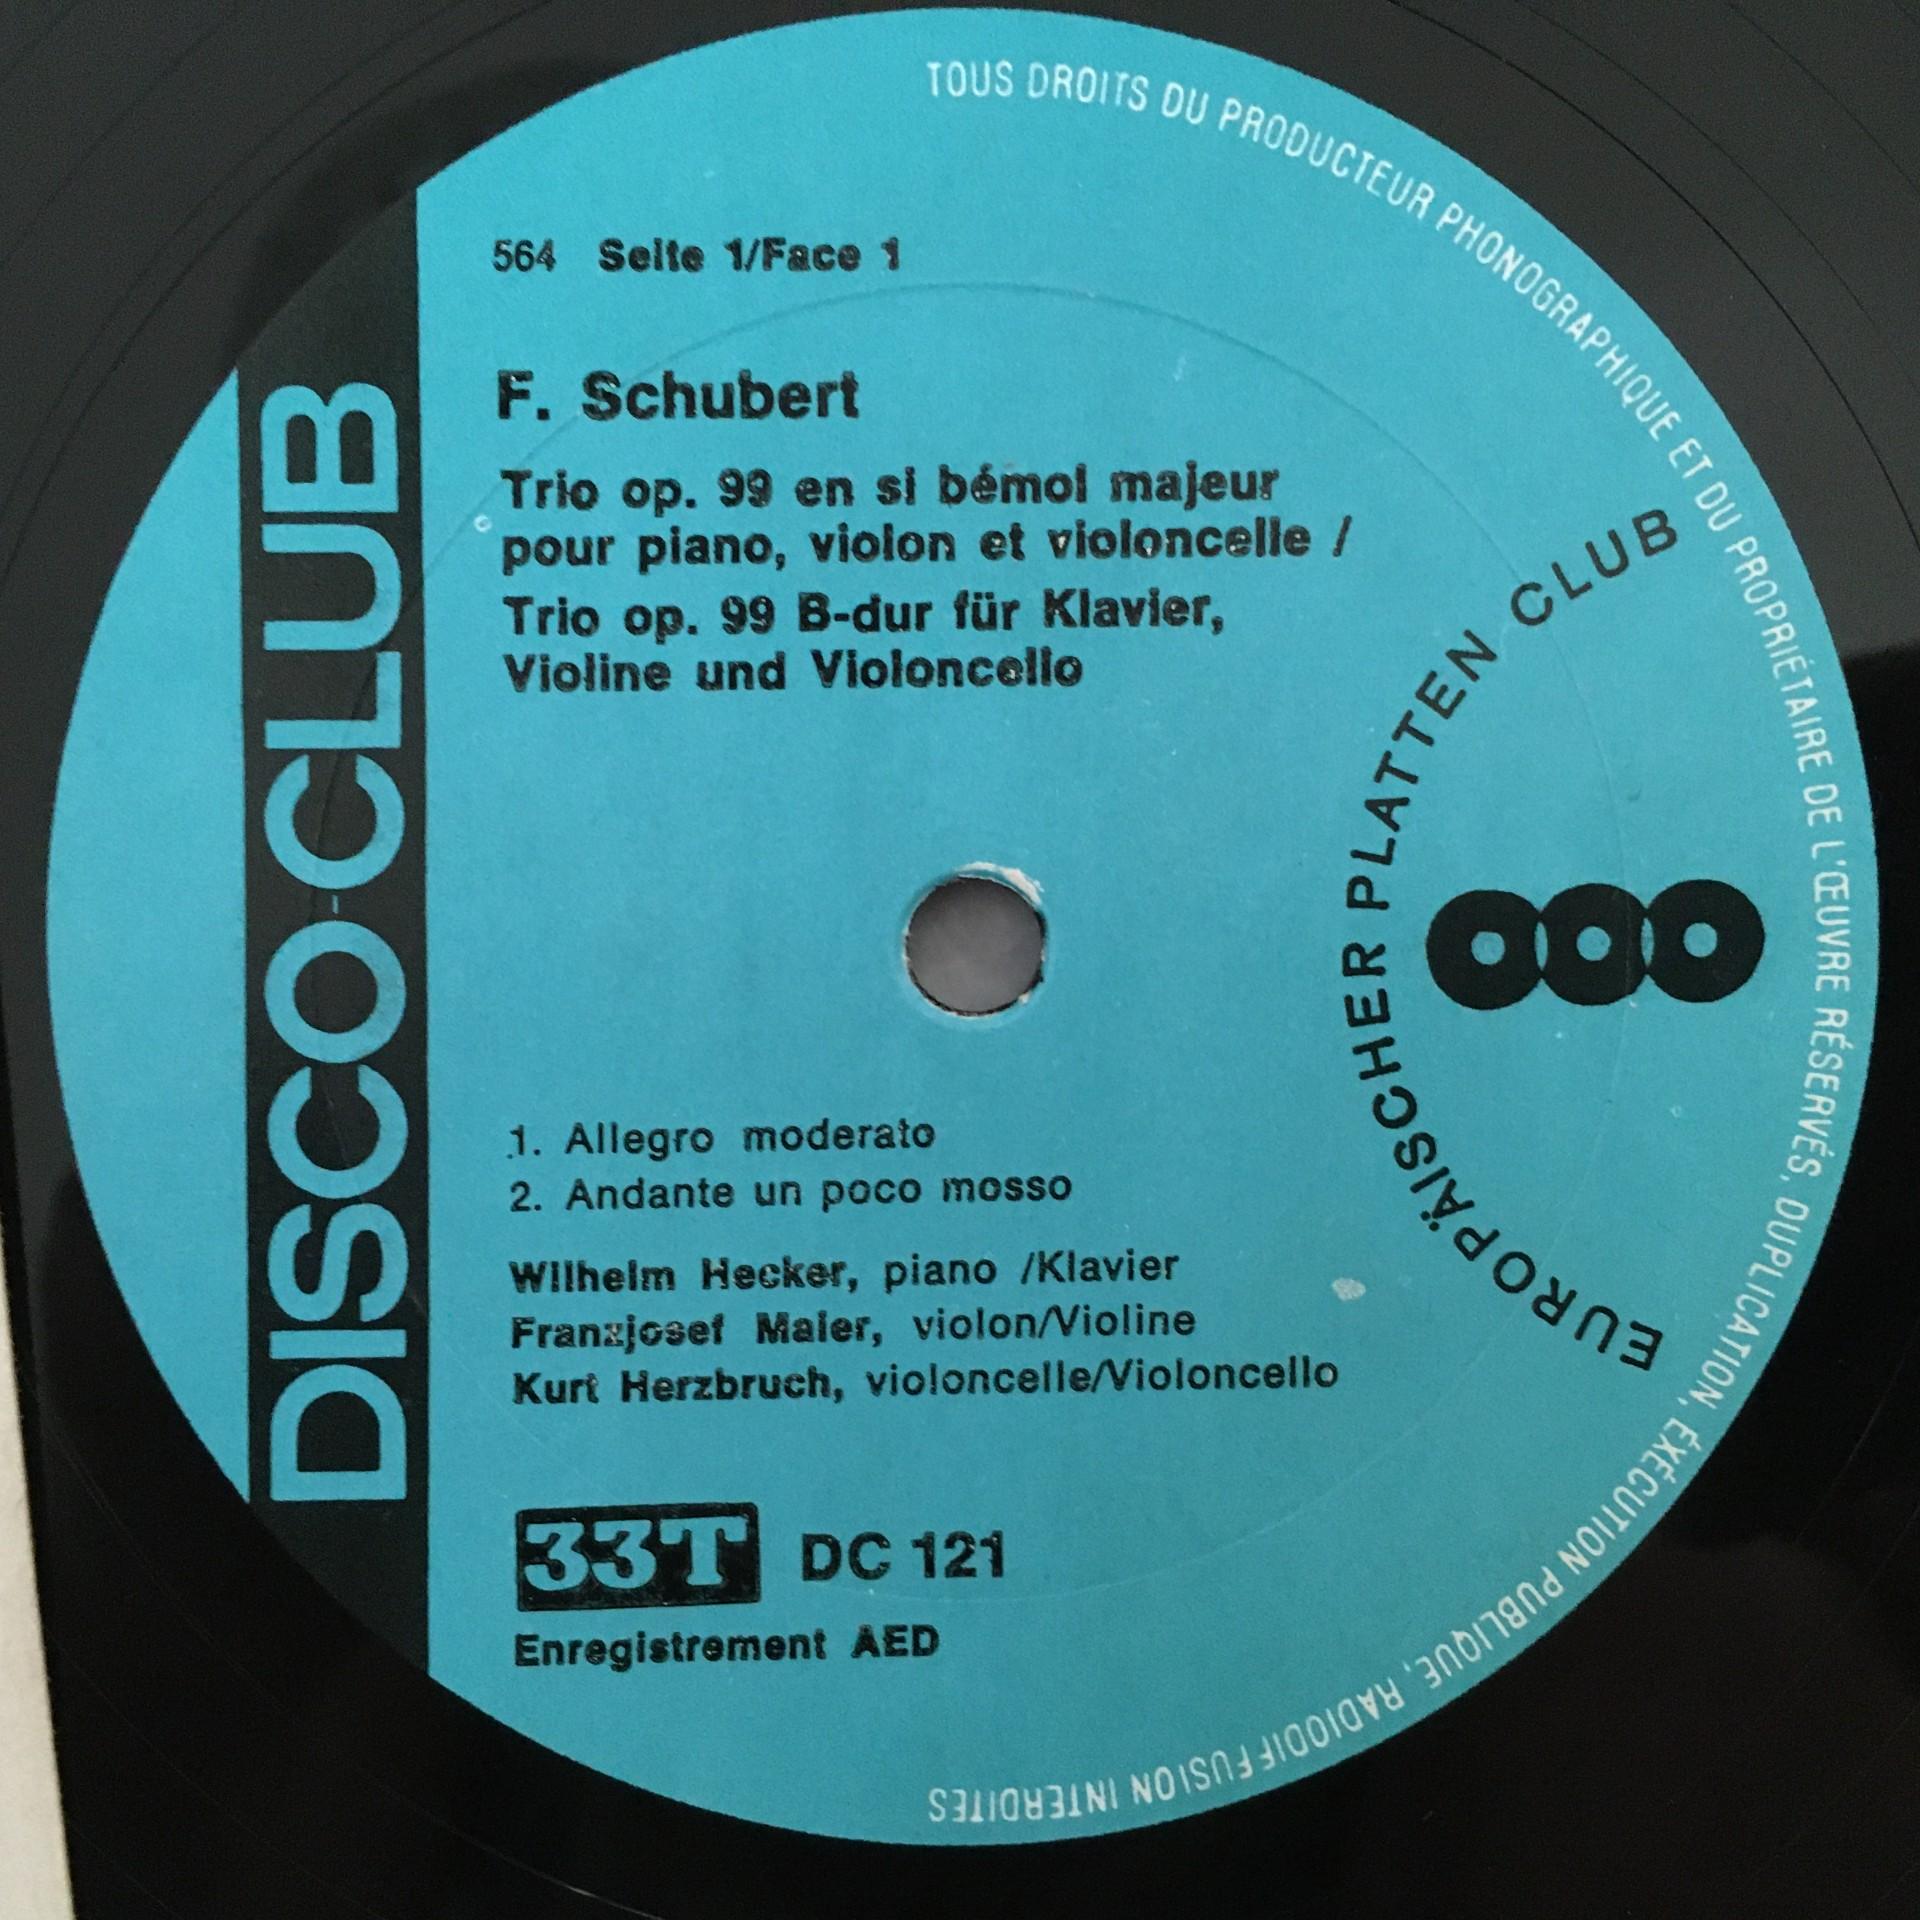 TOUS DROITS DU PRODUCTEUR PHONOGRAPHIQUE ET DU PROPRIÉTAIRE DE L'ŒUVRE RÉSERVÉS, DUPLICATION, ÉXÉCUTION PUBLIQUE, RADIODIFFUSION INTERDITES
DISCO-CLUB
564 Seite 1/Face 1
F. Schubert
Trio op. 99 en si bémol majeur
pour piano, violon et violoncelle /
Trio op. 99 B-dur für Klavier,
Violine und Violoncello
EUROPÄISCHER PLATTEN CLUB
1. Allegro moderato
2. Andante un poco mosso
Wilhelm Hecker, piano /Klavier
Franzjosef Maier, violon/Violine
Kurt Herzbruch, violoncelle/Violoncello
33T DC 121
Enregistrement AED